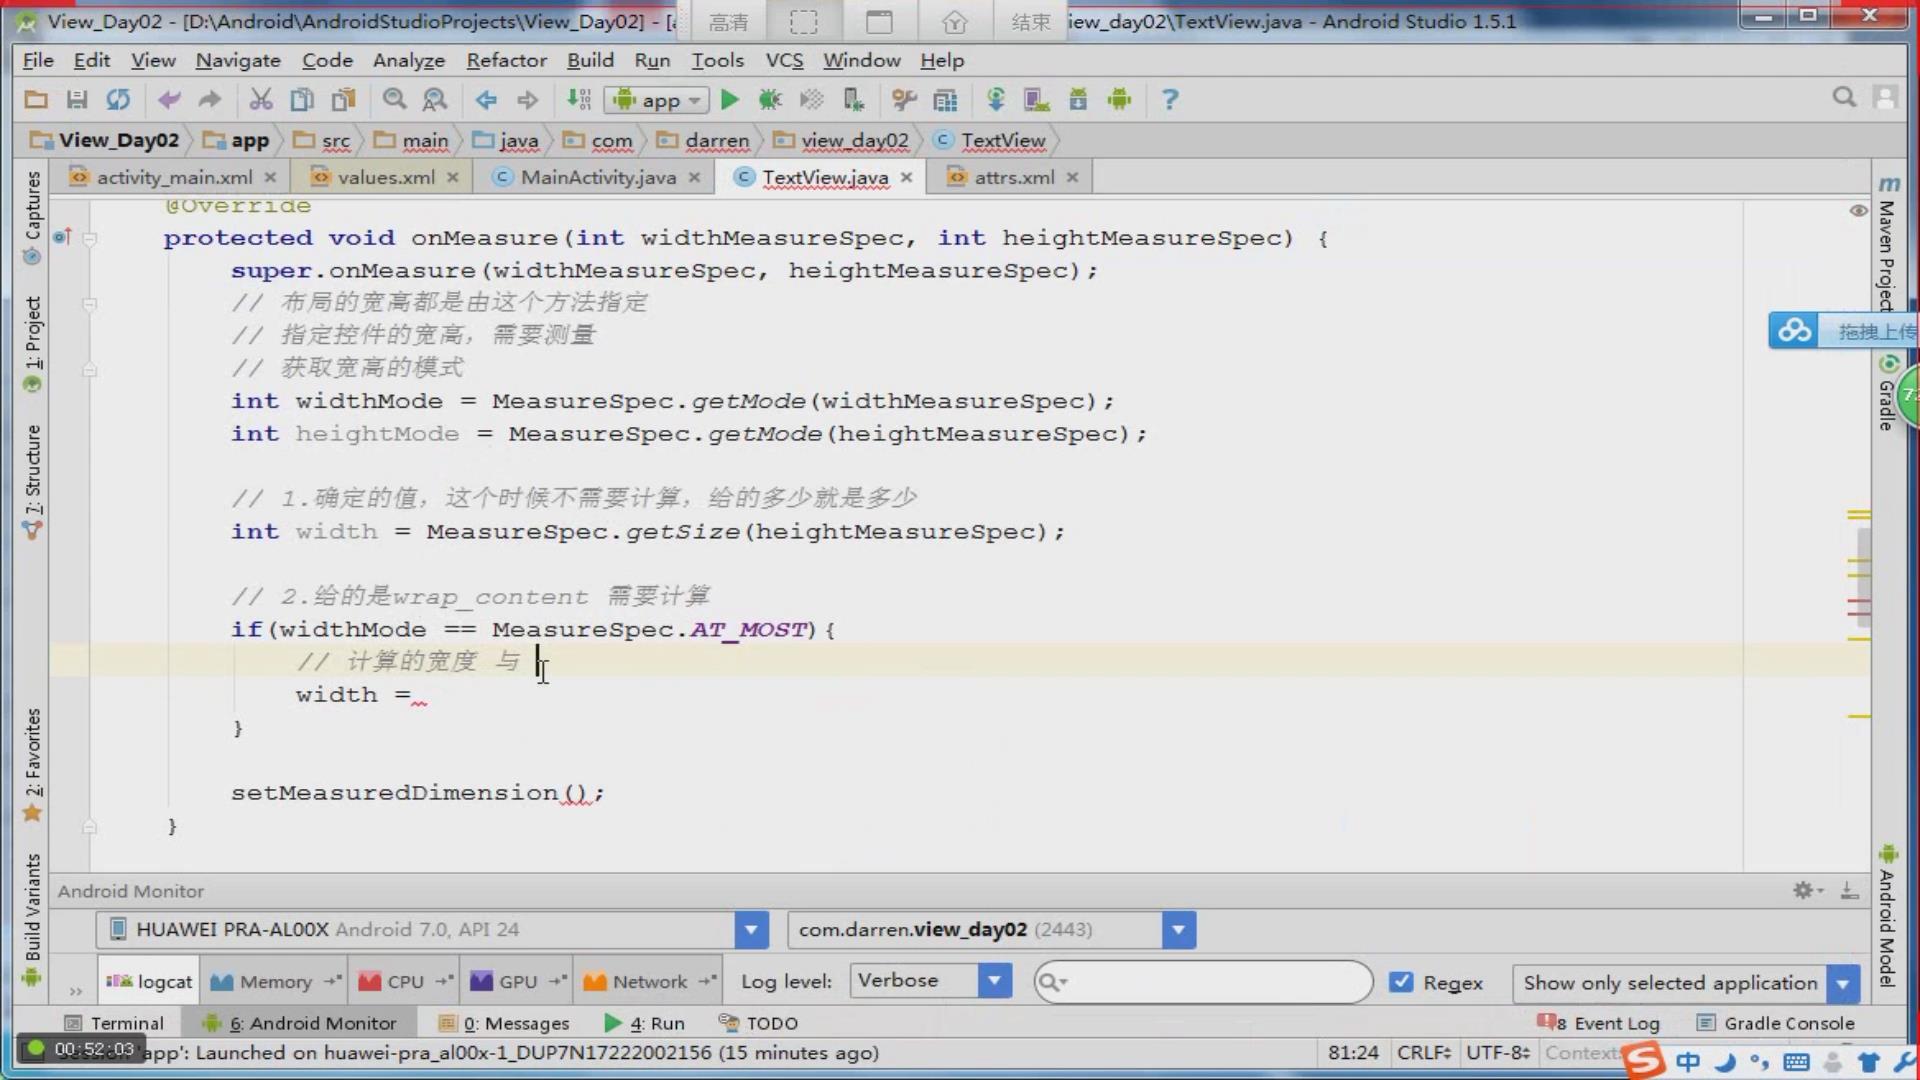 View_Day02 - [D:\Android\AndroidStudioProjects\View_Day02] - [
高清
结束
iew_day02\TextView.java - Android Studio 1.5.1
File Edit View Navigate Code Analyze Refactor Build Run Tools VCS Window Help
app
View_Day02 app src main java com darren view_day02 TextView
activity_main.xml values.xml MainActivity.java TextView.java attrs.xml
@Override
protected void onMeasure(int widthMeasureSpec, int heightMeasureSpec) {
super.onMeasure(widthMeasureSpec, heightMeasureSpec);
// 布局的宽高都是由这个方法指定
// 指定控件的宽高，需要测量
// 获取宽高的模式
int widthMode = MeasureSpec.getMode(widthMeasureSpec);
int heightMode = MeasureSpec.getMode(heightMeasureSpec);
// 1.确定的值，这个时候不需要计算，给的多少就是多少
int width = MeasureSpec.getSize(heightMeasureSpec);
// 2.给的是wrap_content 需要计算
if(widthMode == MeasureSpec.AT_MOST){
// 计算的宽度 与
width =
}
setMeasuredDimension();
}
Captures
1: Project
7: Structure
2: Favorites
Build Variants
Maven Project
拖拽上传
72
Gradle
Android Model
Android Monitor
HUAWEI PRA-AL00X Android 7.0, API 24
com.darren.view_day02 (2443)
logcat Memory CPU GPU Network Log level: Verbose Regex Show only selected application
Terminal 6: Android Monitor 0: Messages 4: Run TODO 8 Event Log Gradle Console
00:52:03 'app': Launched on huawei-pra_al00x-1_DUP7N17222002156 (15 minutes ago) 81:24 CRLF UTF-8 Context:
中